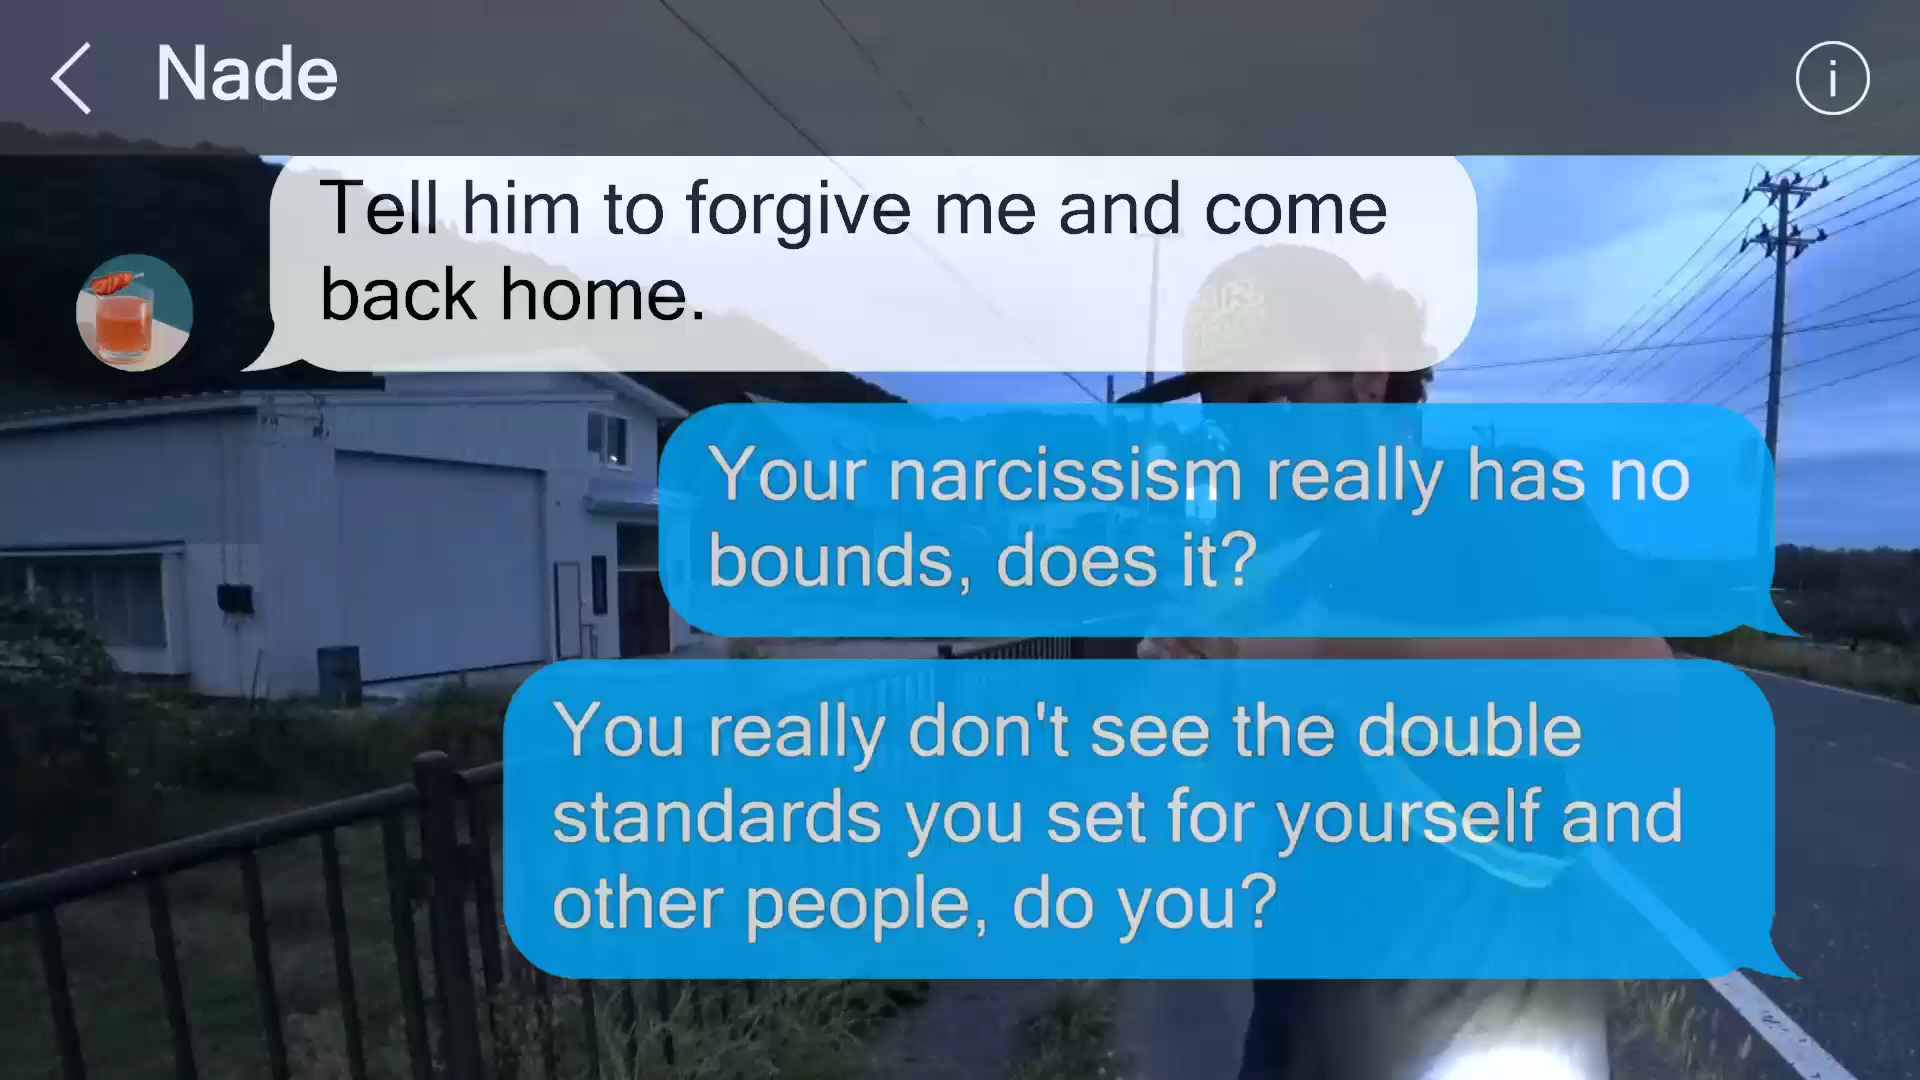 Nade
Tell him to forgive me and come
back home.
Your narcissism really has no
bounds, does it?
You really don't see the double
standards you set for yourself and
other people, do you?